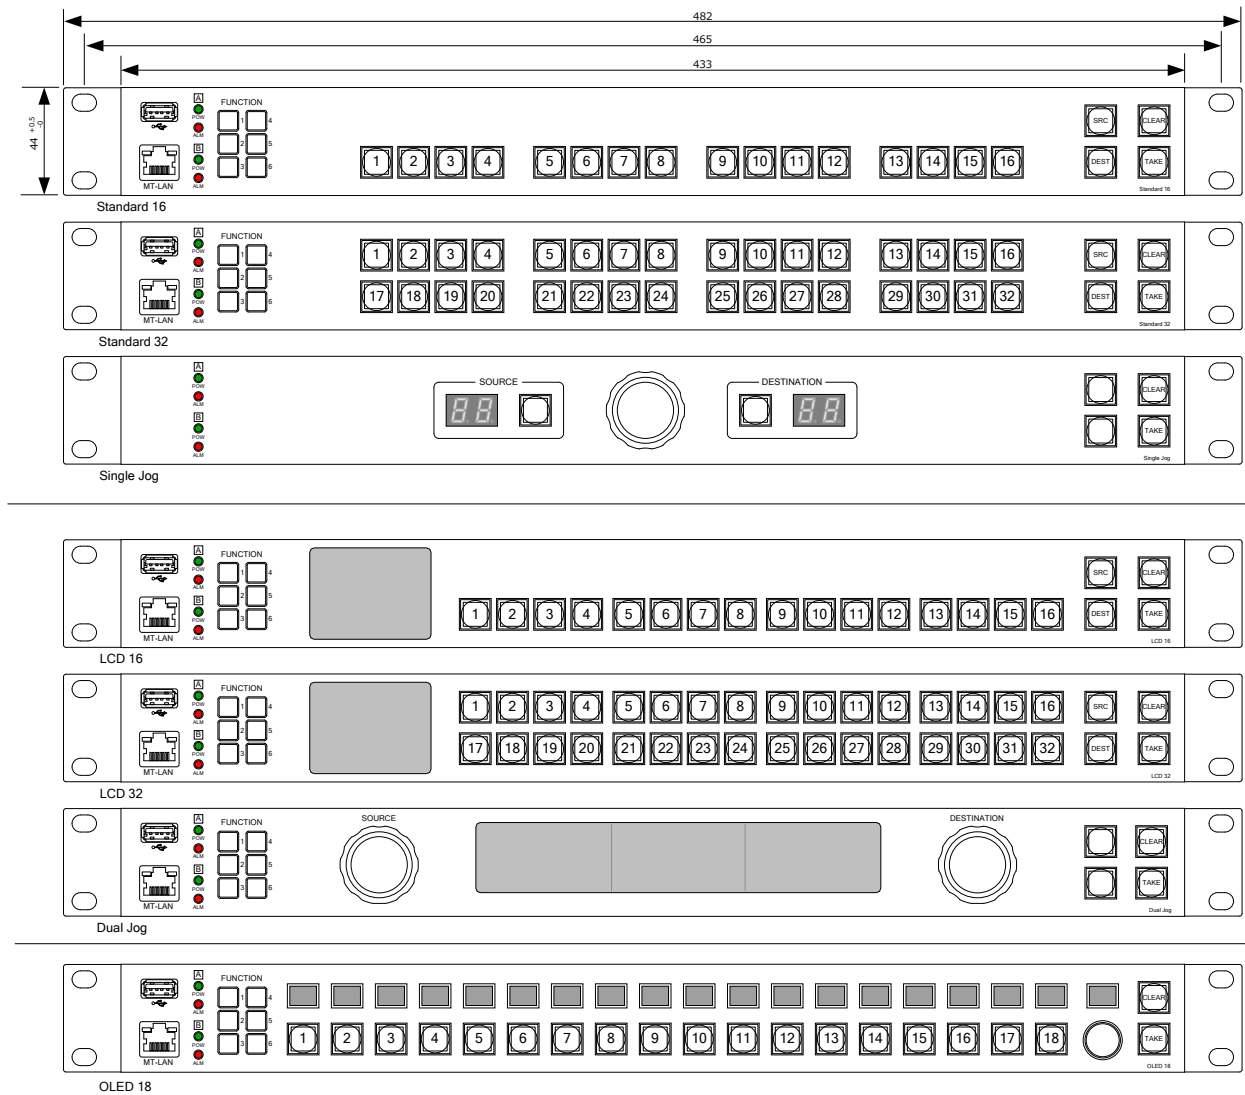 482
465
433
44 +0.5 -0
A
POW
ALM
B
POW
ALM
MT-LAN
FUNCTION
1 4
2 5
3 6
SRC CLEAR
1 2 3 4 5 6 7 8 9 10 11 12 13 14 15 16
DEST TAKE
Standard 16
Standard 16
A
POW
ALM
B
POW
ALM
MT-LAN
FUNCTION
1 4
2 5
3 6
1 2 3 4 5 6 7 8 9 10 11 12 13 14 15 16
SRC CLEAR
17 18 19 20 21 22 23 24 25 26 27 28 29 30 31 32
DEST TAKE
Standard 32
Standard 32
A
POW
ALM
B
POW
ALM
SOURCE
88
DESTINATION
88
CLEAR
TAKE
Single Jog
Single Jog
A
POW
ALM
B
POW
ALM
MT-LAN
FUNCTION
1 4
2 5
3 6
SRC CLEAR
1 2 3 4 5 6 7 8 9 10 11 12 13 14 15 16
DEST TAKE
LCD 16
LCD 16
A
POW
ALM
B
POW
ALM
MT-LAN
FUNCTION
1 4
2 5
3 6
1 2 3 4 5 6 7 8 9 10 11 12 13 14 15 16
SRC CLEAR
17 18 19 20 21 22 23 24 25 26 27 28 29 30 31 32
DEST TAKE
LCD 32
LCD 32
A
POW
ALM
B
POW
ALM
MT-LAN
FUNCTION
1 4
2 5
3 6
SOURCE
DESTINATION
CLEAR
TAKE
Dual Jog
Dual Jog
A
POW
ALM
B
POW
ALM
MT-LAN
FUNCTION
1 4
2 5
3 6
CLEAR
1 2 3 4 5 6 7 8 9 10 11 12 13 14 15 16 17 18
TAKE
OLED 18
OLED 18